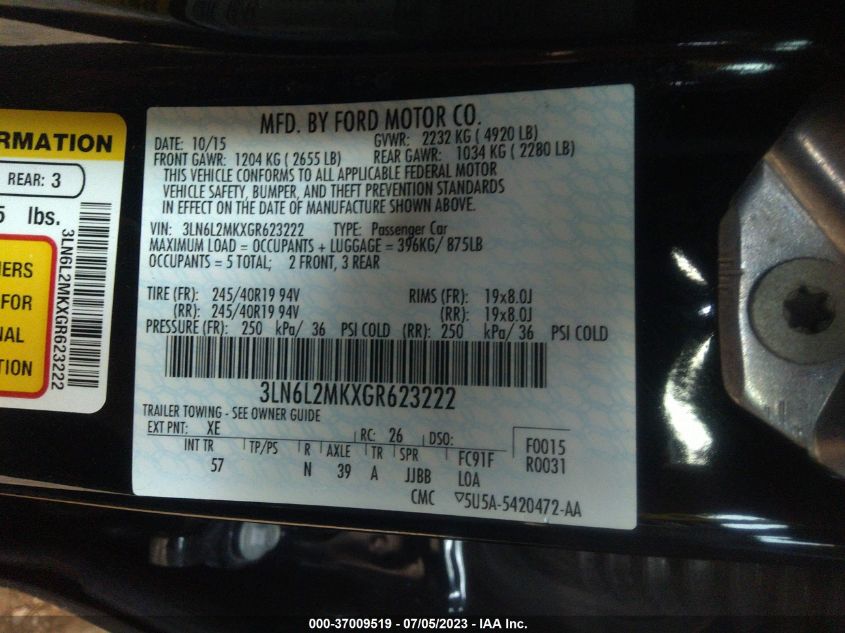 RMATION
REAR: 3
5 lbs.
NERS
FOR
NAL
TION
3LN6L2MKXGR623222
MFD. BY FORD MOTOR CO.
DATE: 10/15 GVWR: 2232 KG ( 4920 LB)
FRONT GAWR: 1204 KG ( 2655 LB) REAR GAWR: 1034 KG ( 2280 LB)
THIS VEHICLE CONFORMS TO ALL APPLICABLE FEDERAL MOTOR
VEHICLE SAFETY, BUMPER, AND THEFT PREVENTION STANDARDS
IN EFFECT ON THE DATE OF MANUFACTURE SHOWN ABOVE.
VIN: 3LN6L2MKXGR623222 TYPE: Passenger Car
MAXIMUM LOAD = OCCUPANTS + LUGGAGE = 396KG/ 875LB
OCCUPANTS = 5 TOTAL; 2 FRONT, 3 REAR
TIRE (FR): 245/40R19 94V RIMS (FR): 19x8.0J
(RR): 245/40R19 94V (RR): 19x8.0J
PRESSURE (FR): 250 kPa/ 36 PSI COLD (RR): 250 kPa/ 36 PSI COLD
3LN6L2MKXGR623222
TRAILER TOWING - SEE OWNER GUIDE
EXT PNT: XE RC: 26 DSO: F0015
INT TR TP/PS R AXLE TR SPR FC91F R0031
57 N 39 A JJBB LOA
CMC ▽5U5A-5420472-AA
000-37009519 / 07/05/2023 - IAA Inc.